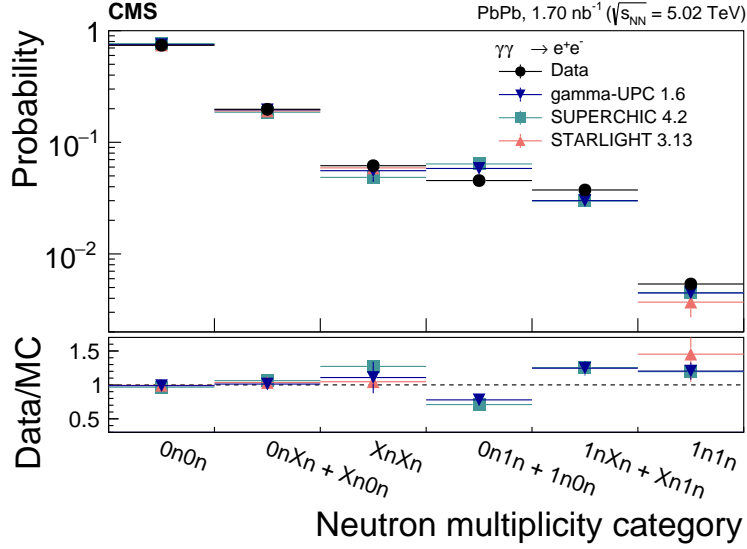 CMS PbPb, 1.70 nb⁻¹ (√s_NN = 5.02 TeV)
Probability
1
10⁻¹
10⁻²
γγ → e⁺e⁻
Data
gamma-UPC 1.6
SUPERCHIC 4.2
STARLIGHT 3.13
Data/MC
1.5
1
0.5
0n0n
0nXn + Xn0n
XnXn
0n1n + 1n0n
1nXn + Xn1n
1n1n
Neutron multiplicity category